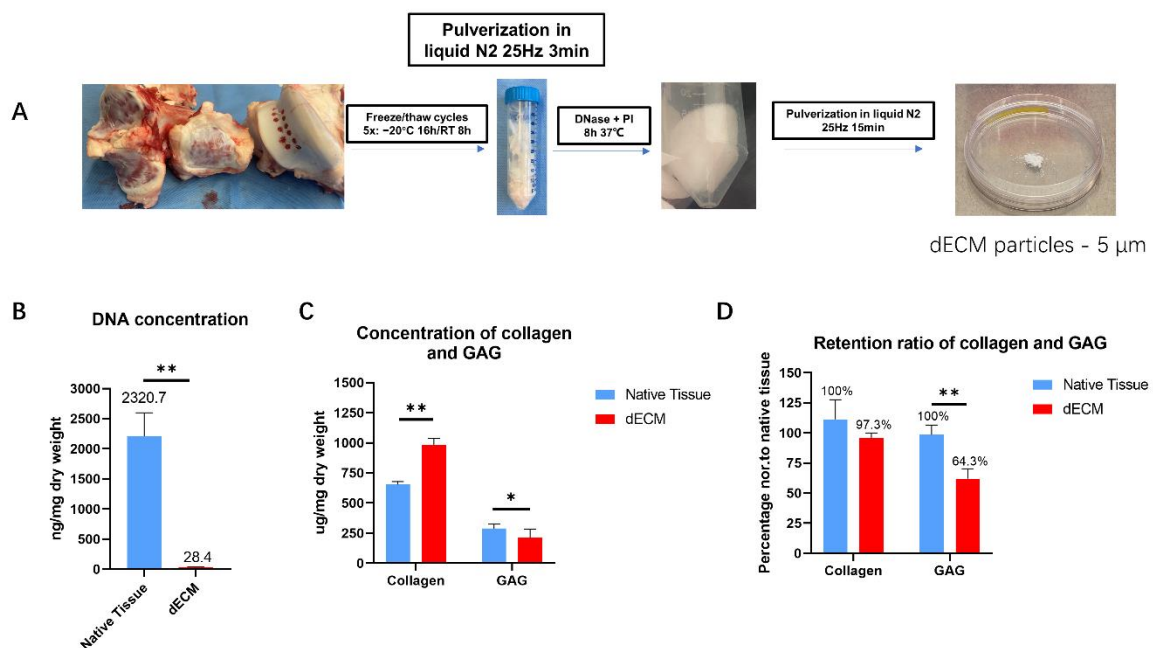 Pulverization in
liquid N2 25Hz 3min
A
Freeze/thaw cycles
5x: −20°C 16h/RT 8h
DNase + PI
8h 37℃
Pulverization in liquid N2
25Hz 15min
dECM particles - 5 µm
B
DNA concentration
**
2320.7
28.4
3000
2500
2000
1500
1000
500
0
ng/mg dry weight
Native Tissue
dECM
C
Concentration of collagen
and GAG
1500
1250
1000
750
500
250
0
ug/mg dry weight
**
*
Collagen
GAG
Native Tissue
dECM
D
Retention ratio of collagen and GAG
150
125
100
75
50
25
0
Percentage nor.to native tissue
100%
97.3%
**
100%
64.3%
Collagen
GAG
Native Tissue
dECM